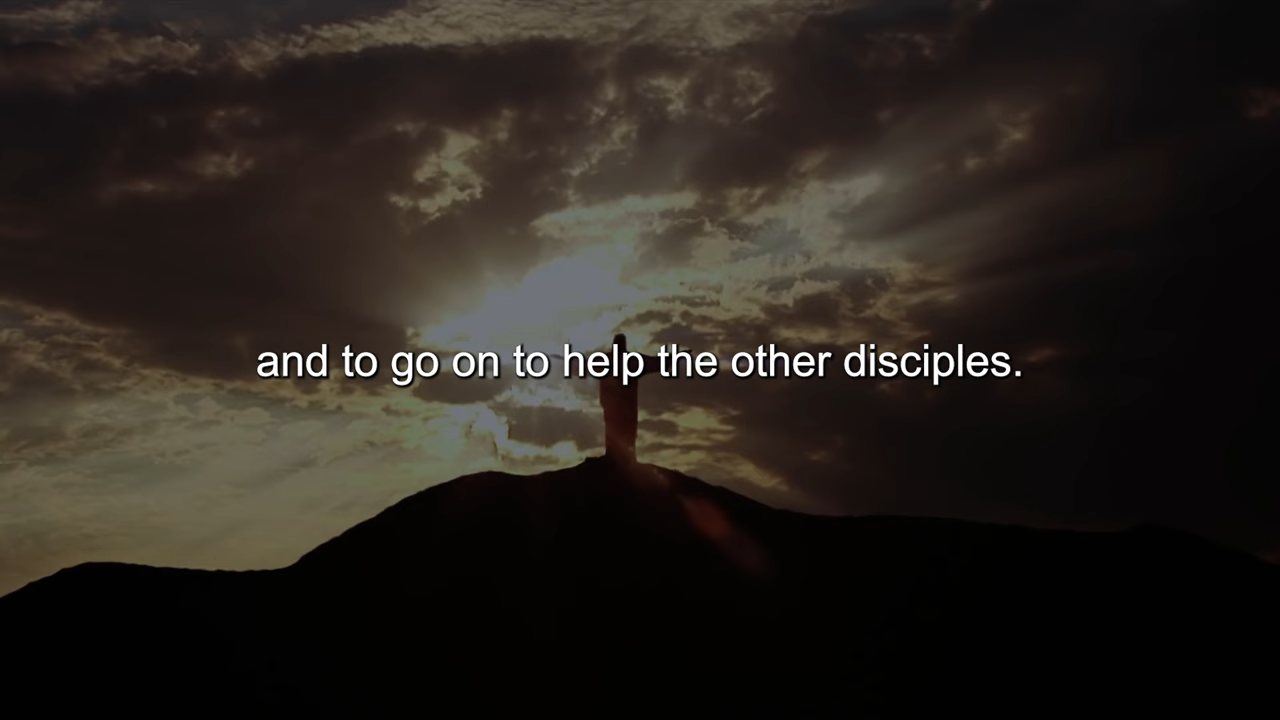 and to go on to help the other disciples.